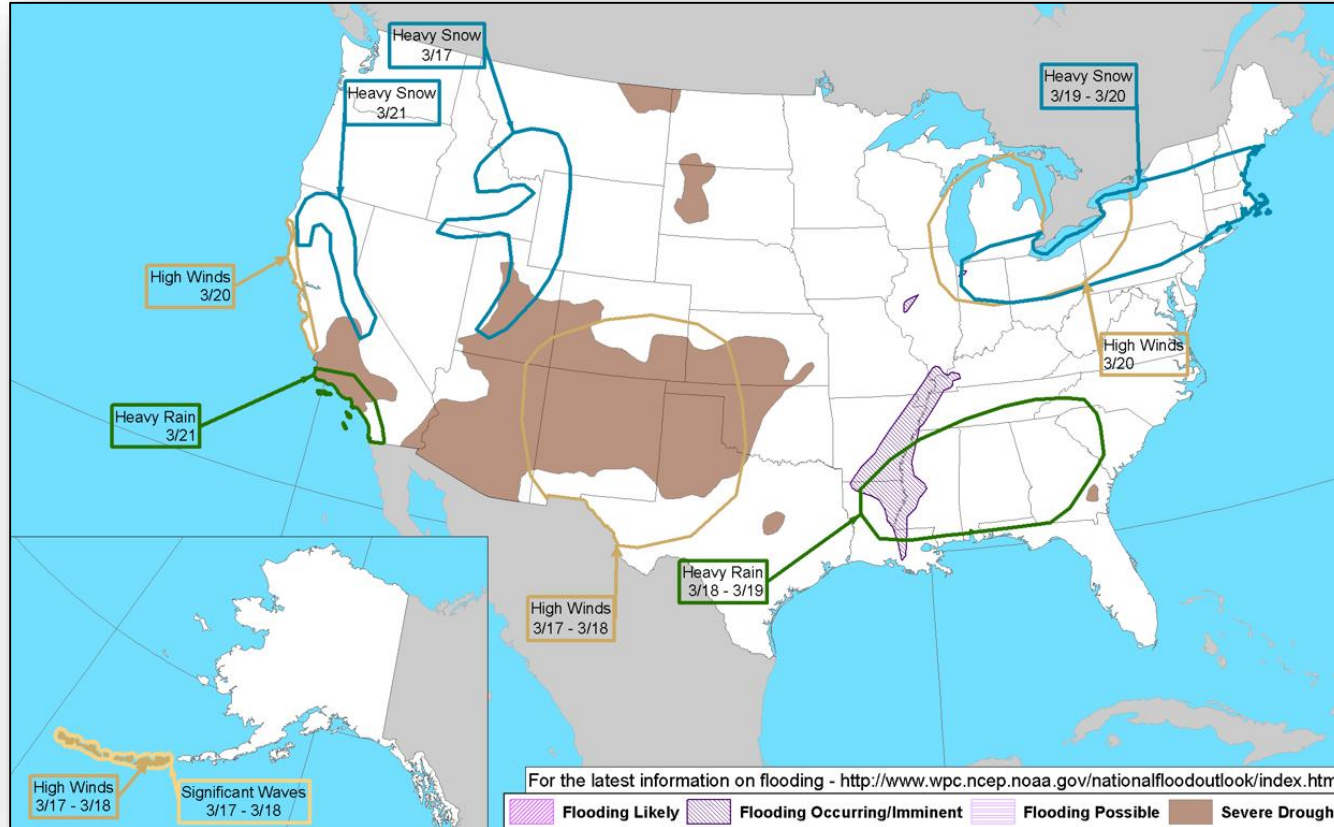 Heavy Snow
3/17
Heavy Snow
3/21
Heavy Snow
3/19 - 3/20
High Winds
3/20
High Winds
3/20
Heavy Rain
3/21
Heavy Rain
3/18 - 3/19
High Winds
3/17 - 3/18
High Winds
3/17 - 3/18
Significant Waves
3/17 - 3/18
For the latest information on flooding - http://www.wpc.ncep.noaa.gov/nationalfloodoutlook/index.htm
Flooding Likely Flooding Occurring/Imminent Flooding Possible Severe Drough